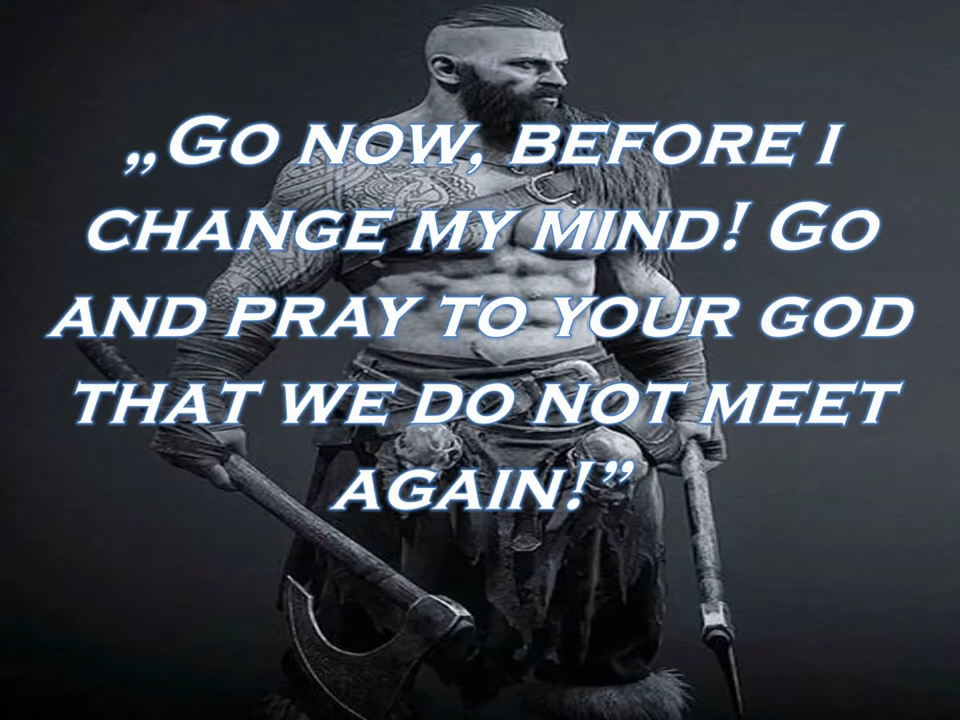 „Go now, before i
change my mind! Go
and pray to your god
that we do not meet
again!”